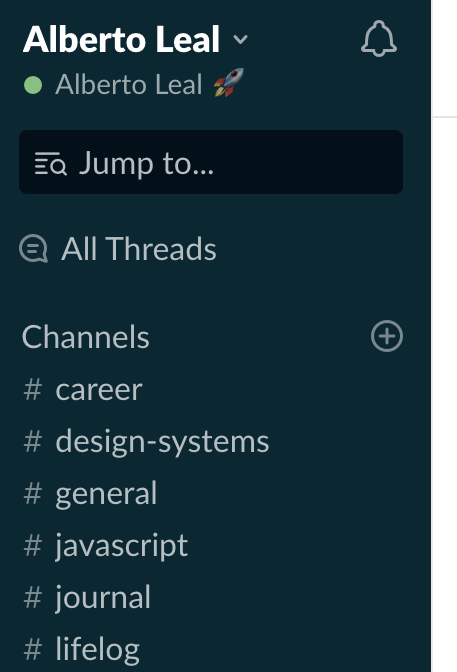 Alberto Leal
Alberto Leal 🚀
Jump to...
All Threads
Channels
# career
# design-systems
# general
# javascript
# journal
# lifelog